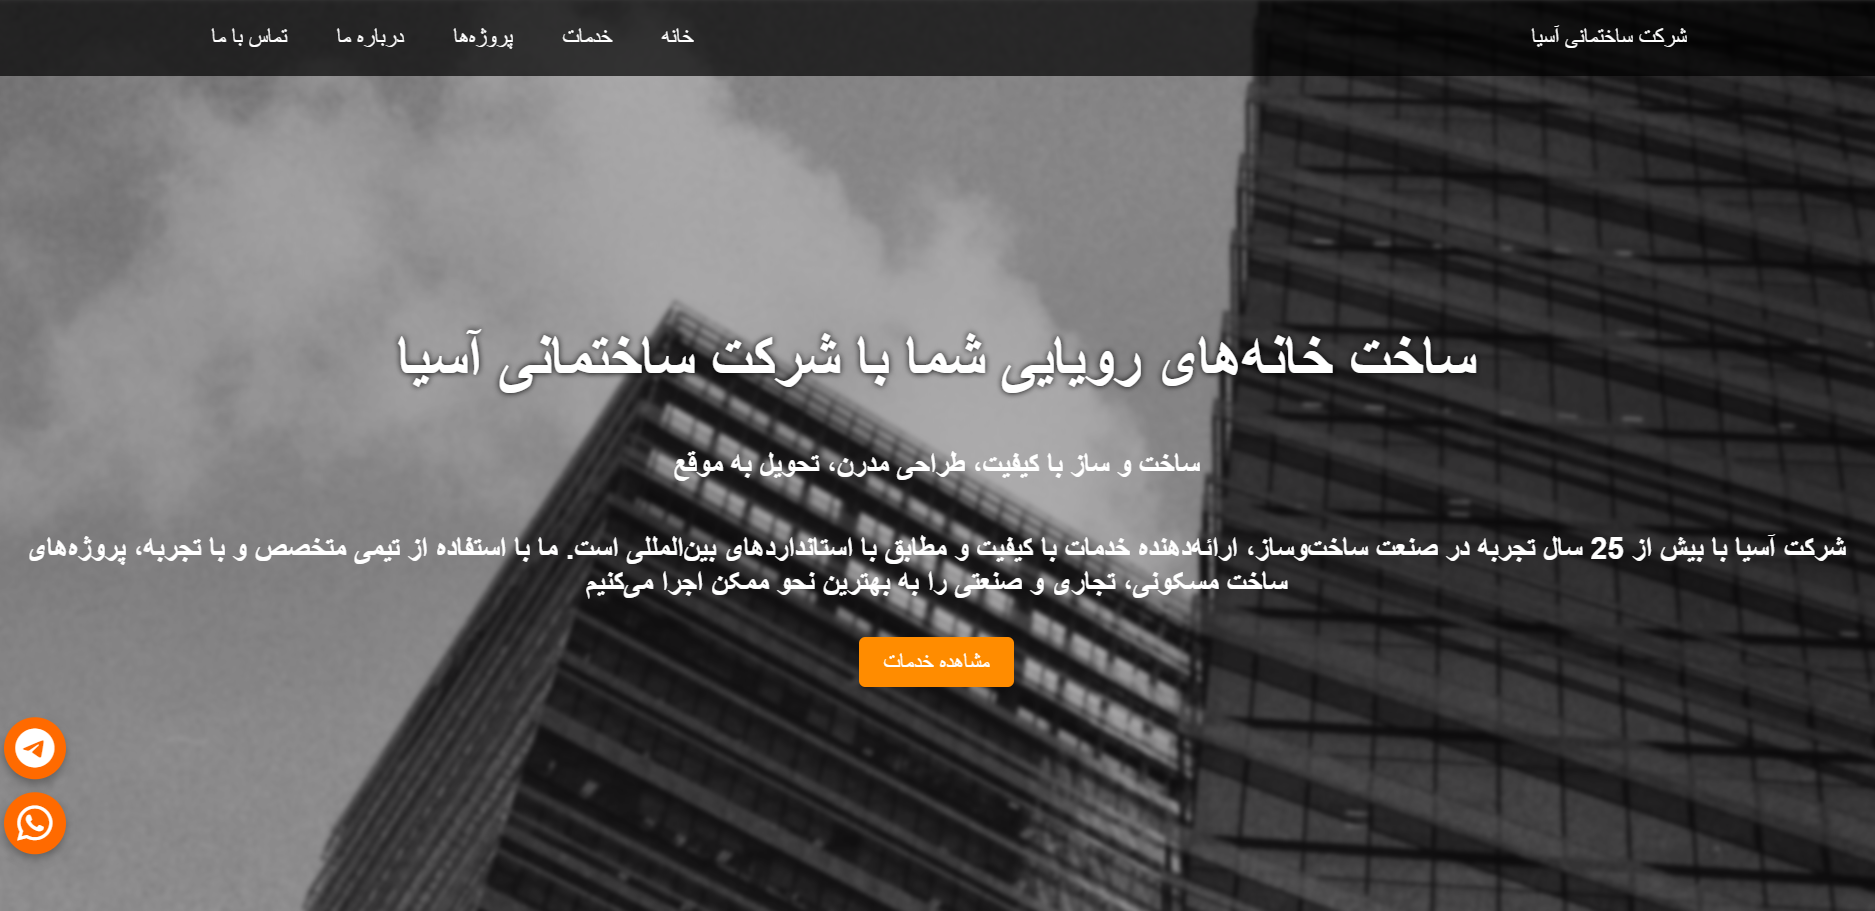 شرکت ساختمانی آسیا
خانه
خدمات
پروژه‌ها
درباره ما
تماس با ما
ساخت خانه‌های رویایی شما با شرکت ساختمانی آسیا
ساخت و ساز با کیفیت، طراحی مدرن، تحویل به موقع
شرکت آسیا با بیش از 25 سال تجربه در صنعت ساخت‌وساز، ارائه‌دهنده خدمات با کیفیت و مطابق با استانداردهای بین‌المللی است. ما با استفاده از تیمی متخصص و با تجربه، پروژه‌های
ساخت مسکونی، تجاری و صنعتی را به بهترین نحو ممکن اجرا می‌کنیم
مشاهده خدمات